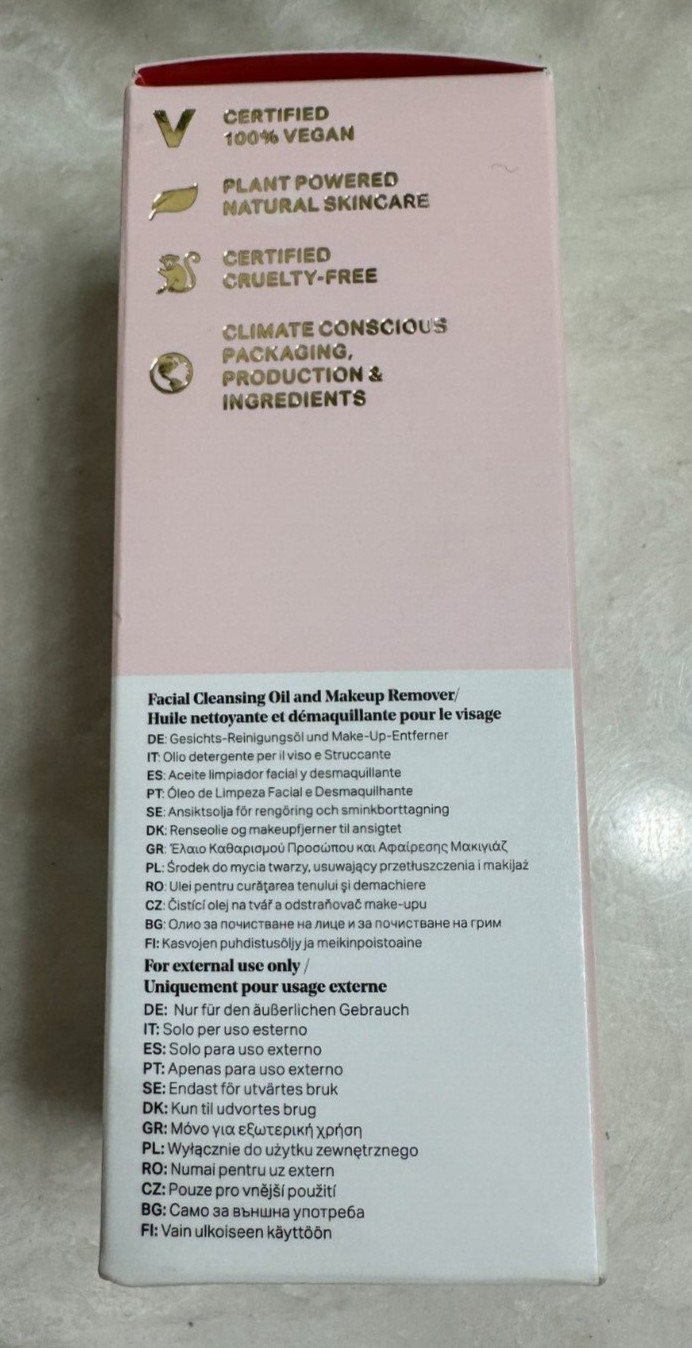 CERTIFIED
100% VEGAN
PLANT POWERED
NATURAL SKINCARE
CERTIFIED
CRUELTY-FREE
CLIMATE CONSCIOUS
PACKAGING,
PRODUCTION &
INGREDIENTS
Facial Cleansing Oil and Makeup Remover/
Huile nettoyante et démaquillante pour le visage
DE: Gesichts-Reinigungsöl und Make-Up-Entferner
IT: Olio detergente per il viso e Struccante
ES: Aceite limpiador facial y desmaquillante
PT: Óleo de Limpeza Facial e Desmaquilhante
SE: Ansiktsolja för rengöring och sminkborttagning
DK: Renseolie og makeupfjerner til ansigtet
GR: Έλαιο Καθαρισμού Προσώπου και Αφαίρεσης Μακιγιάζ
PL: Środek do mycia twarzy, usuwający przetłuszczenia i makijaż
RO: Ulei pentru curățarea tenului și demachiere
CZ: Čistící olej na tvář a odstraňovač make-upu
BG: Олио за почистване на лице и за почистване на грим
FI: Kasvojen puhdistusöljy ja meikinpoistoaine
For external use only /
Uniquement pour usage externe
DE: Nur für den äußerlichen Gebrauch
IT: Solo per uso esterno
ES: Solo para uso externo
PT: Apenas para uso externo
SE: Endast för utvärtes bruk
DK: Kun til udvortes brug
GR: Μόνο για εξωτερική χρήση
PL: Wyłącznie do użytku zewnętrznego
RO: Numai pentru uz extern
CZ: Pouze pro vnější použití
BG: Само за външна употреба
FI: Vain ulkoiseen käyttöön